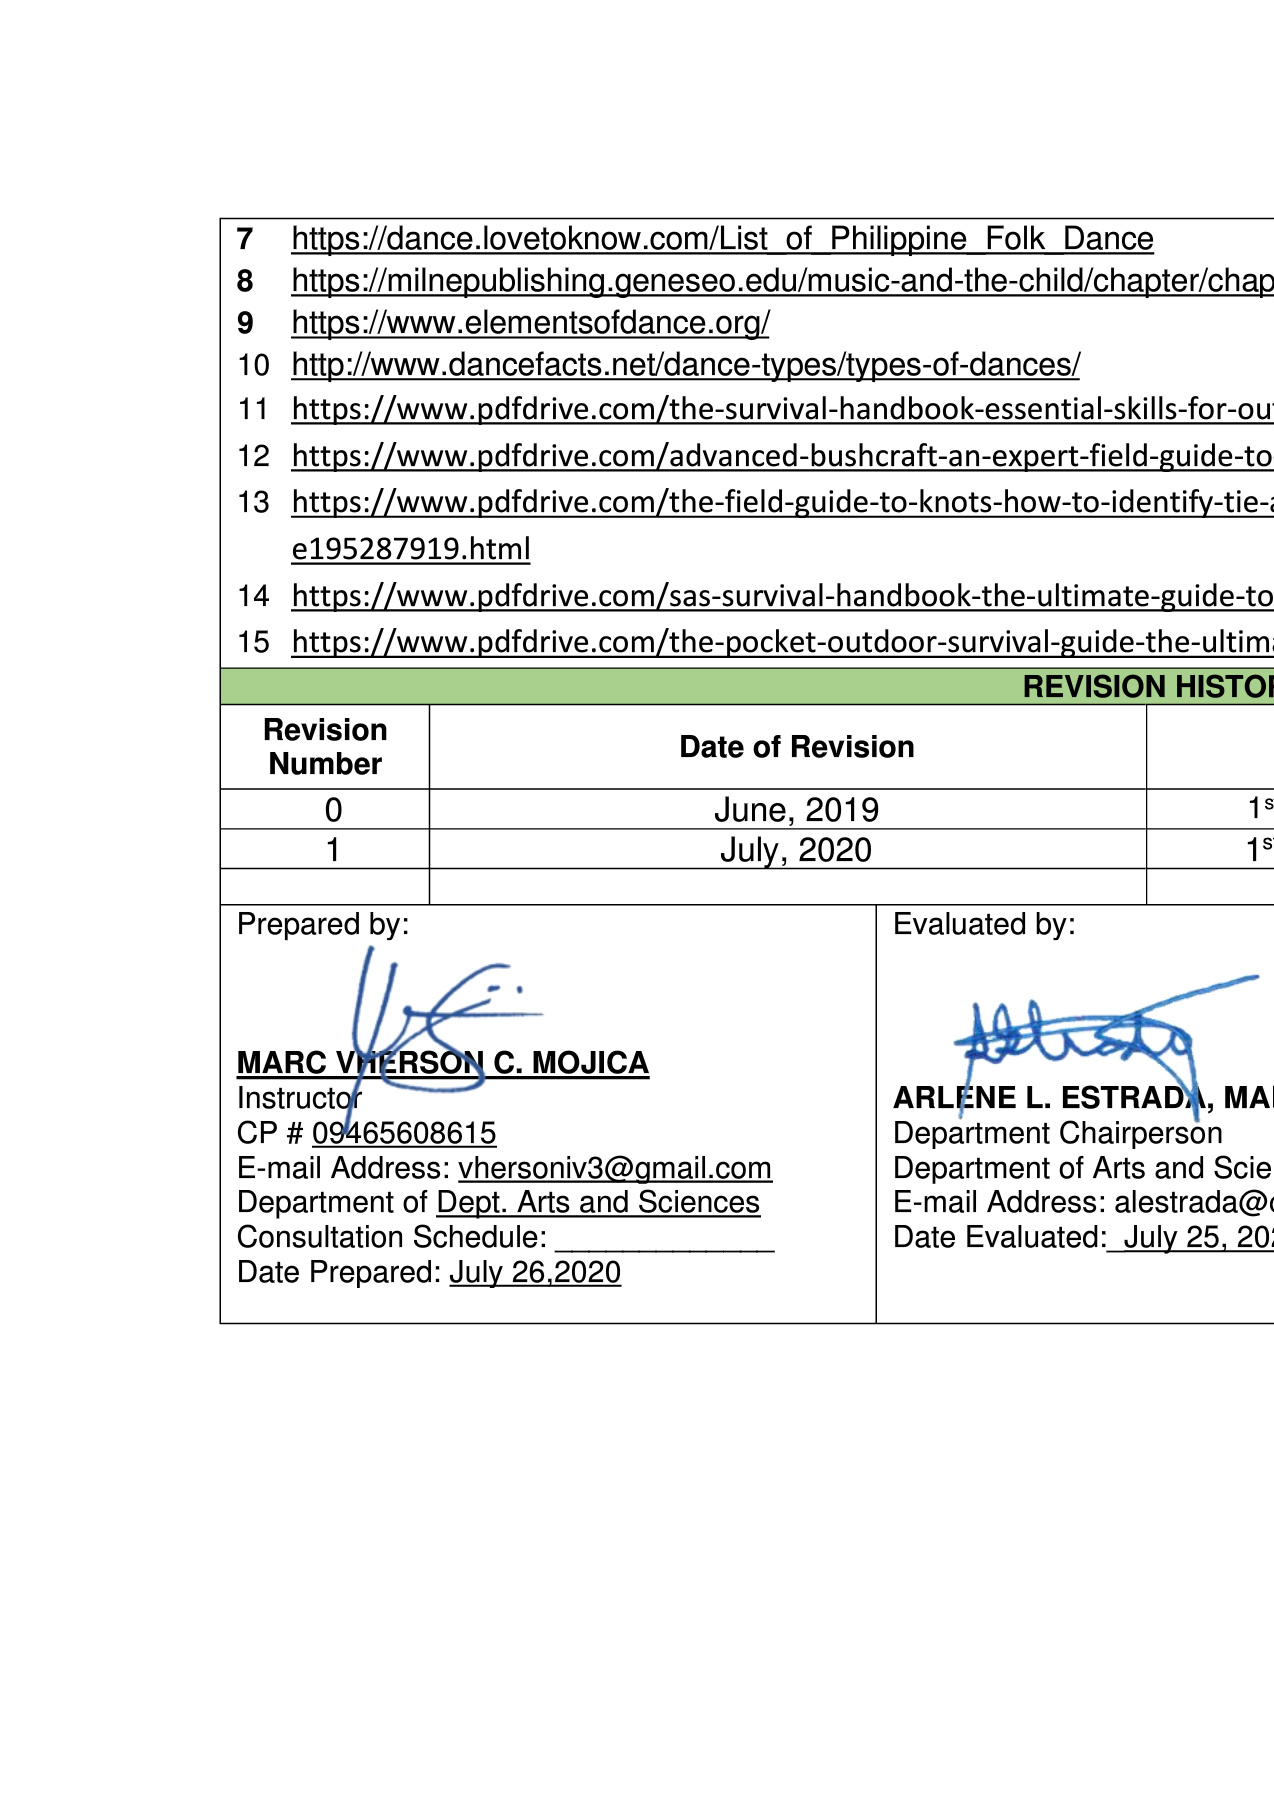 7 https://dance.lovetoknow.com/List_of_Philippine_Folk_Dance
8 https://milnepublishing.geneseo.edu/music-and-the-child/chapter/chap
9 https://www.elementsofdance.org/
10 http://www.dancefacts.net/dance-types/types-of-dances/
11 https://www.pdfdrive.com/the-survival-handbook-essential-skills-for-ou
12 https://www.pdfdrive.com/advanced-bushcraft-an-expert-field-guide-to
13 https://www.pdfdrive.com/the-field-guide-to-knots-how-to-identify-tie-a
e195287919.html
14 https://www.pdfdrive.com/sas-survival-handbook-the-ultimate-guide-to
15 https://www.pdfdrive.com/the-pocket-outdoor-survival-guide-the-ultima
REVISION HISTO
Revision Number Date of Revision
0 June, 2019 1s
1 July, 2020 1s
Prepared by:
MARC VHERSON C. MOJICA
Instructor
CP # 09465608615
E-mail Address: vhersoniv3@gmail.com
Department of Dept. Arts and Sciences
Consultation Schedule: _____________
Date Prepared: July 26,2020
Evaluated by:
ARLENE L. ESTRADA, MA
Department Chairperson
Department of Arts and Scie
E-mail Address: alestrada@
Date Evaluated: July 25, 202